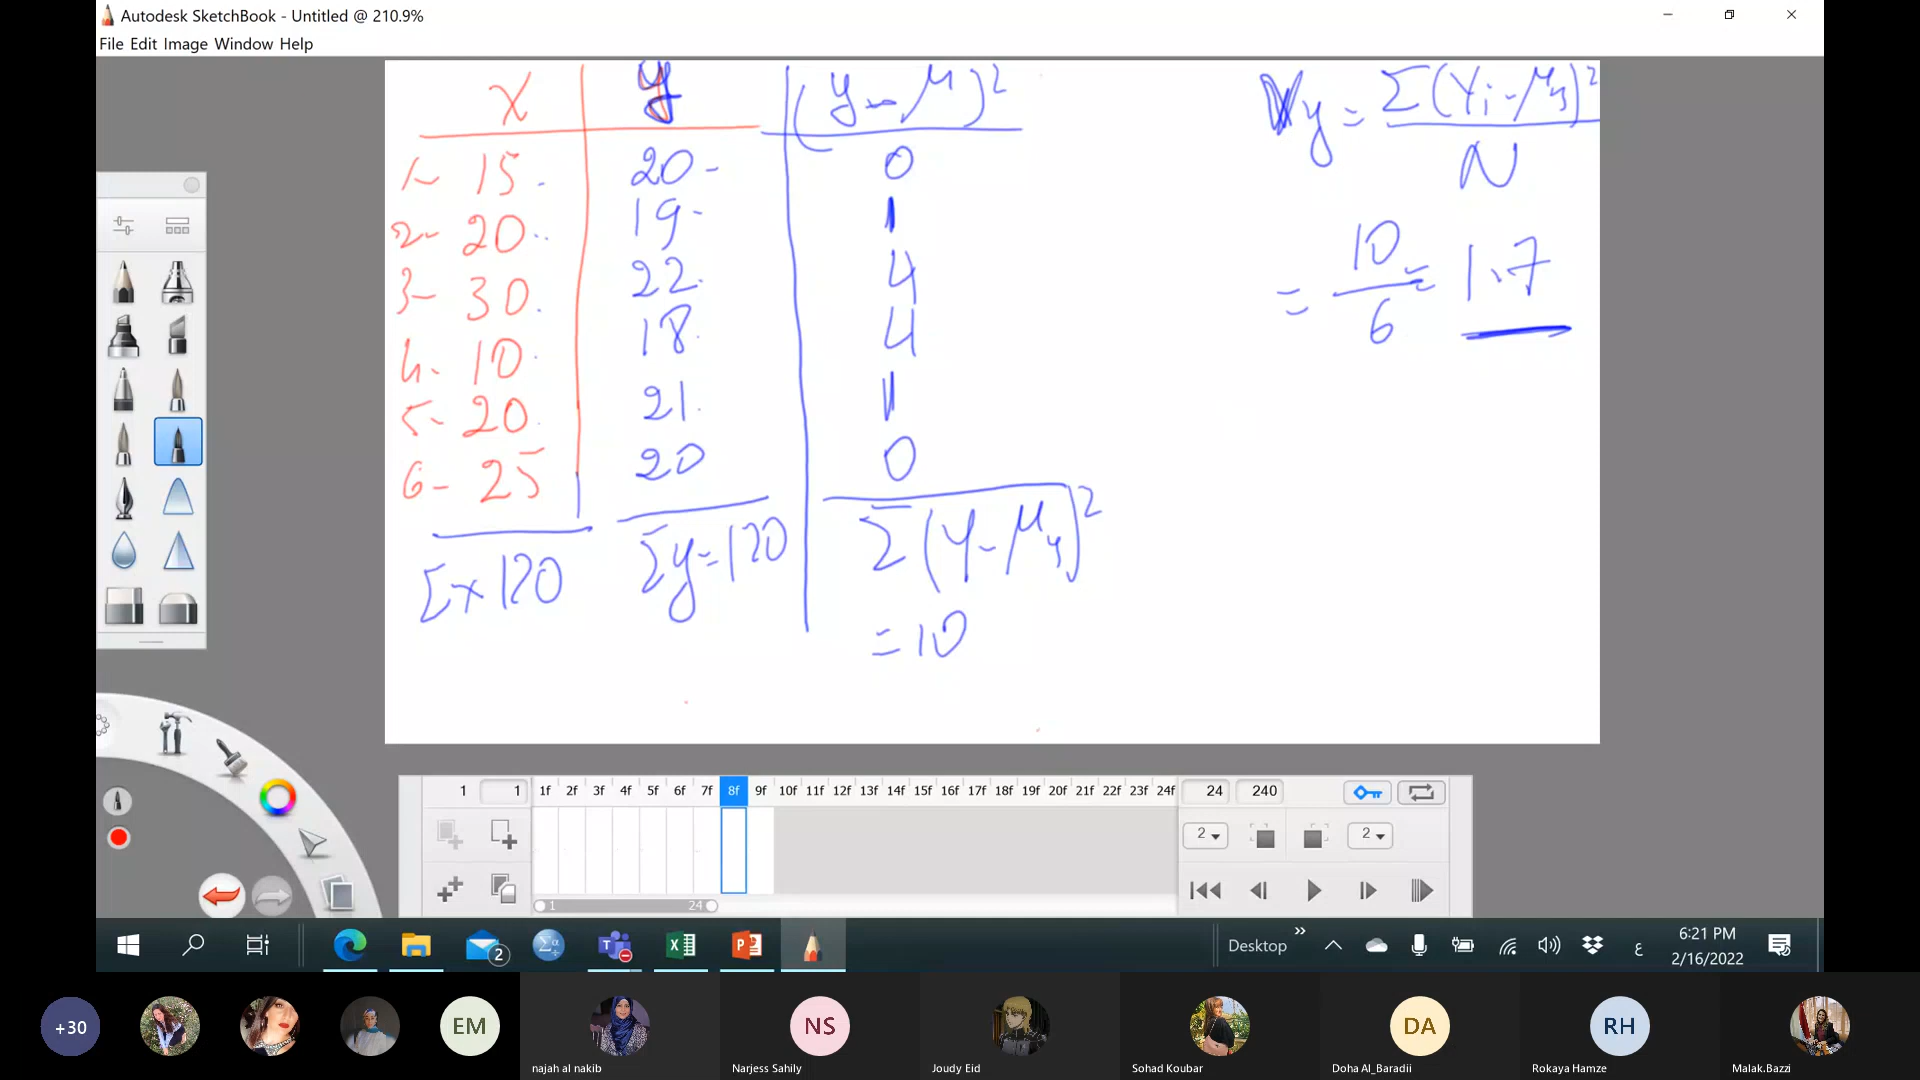 Autodesk SketchBook - Untitled @ 210.9%
File Edit Image Window Help
x y (y - μ)²
1- 15 20 0
2- 20 19 1
3- 30 22 4
4- 10 18 4
5- 20 21 1
6- 25 20 0
Σx 120 Σy = 120 Σ(y - μy)²
= 10
Vy = Σ(Yi - μy)²
N
= 10 = 1.7
6
1 1 1f 2f 3f 4f 5f 6f 7f 8f 9f 10f 11f 12f 13f 14f 15f 16f 17f 18f 19f 20f 21f 22f 23f 24f 24 240
2 2
1 24
2
Desktop
ع
6:21 PM
2/16/2022
+30
EM
NS
DA
RH
najah al nakib
Narjess Sahily
Joudy Eid
Sohad Koubar
Doha Al_Baradii
Rokaya Hamze
Malak.Bazzi